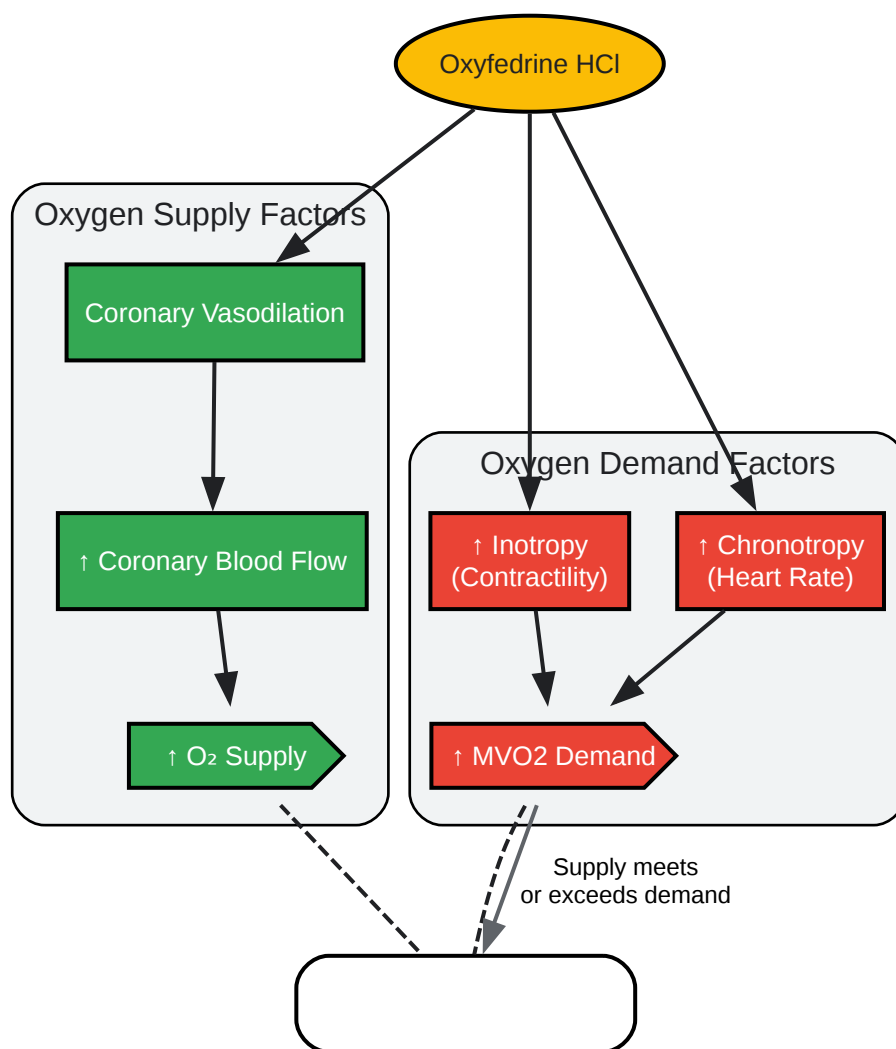 Oxyfedrine HCl
Oxygen Supply Factors
Coronary Vasodilation
↑ Coronary Blood Flow
↑ O₂ Supply
Oxygen Demand Factors
↑ Inotropy
(Contractility)
↑ Chronotropy
(Heart Rate)
↑ MVO2 Demand
Supply meets
or exceeds demand